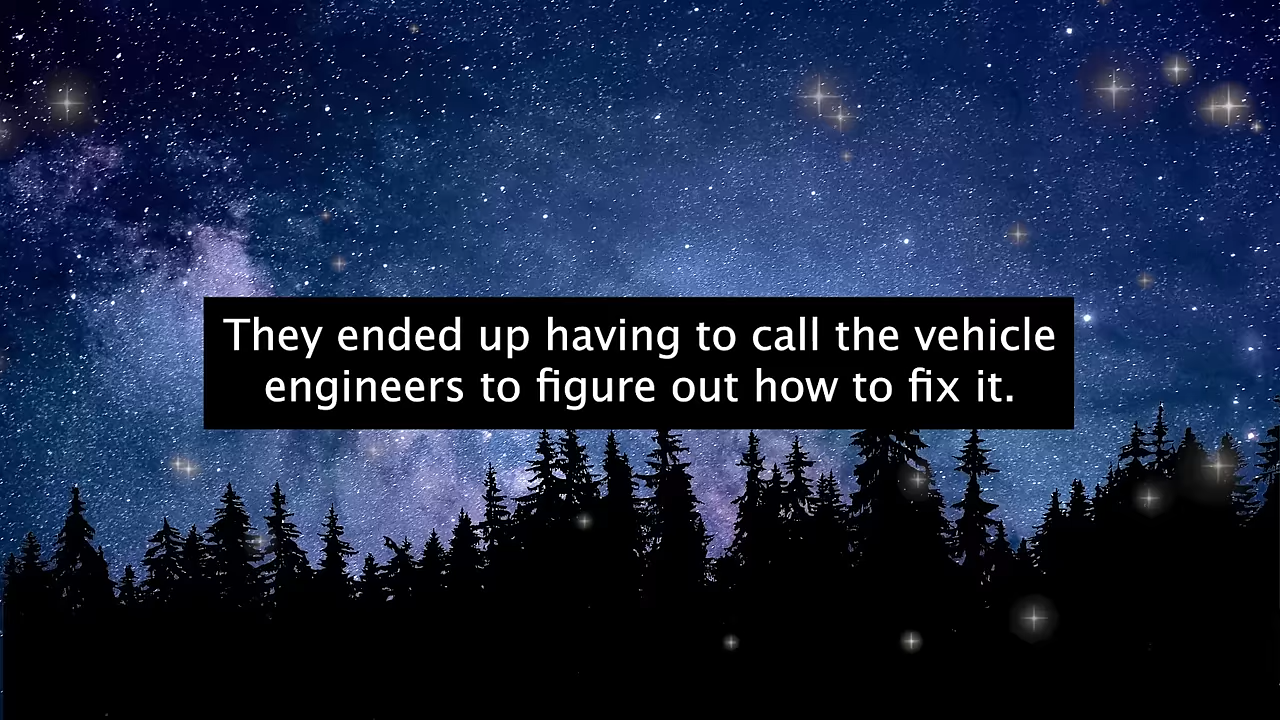 They ended up having to call the vehicle
engineers to figure out how to fix it.